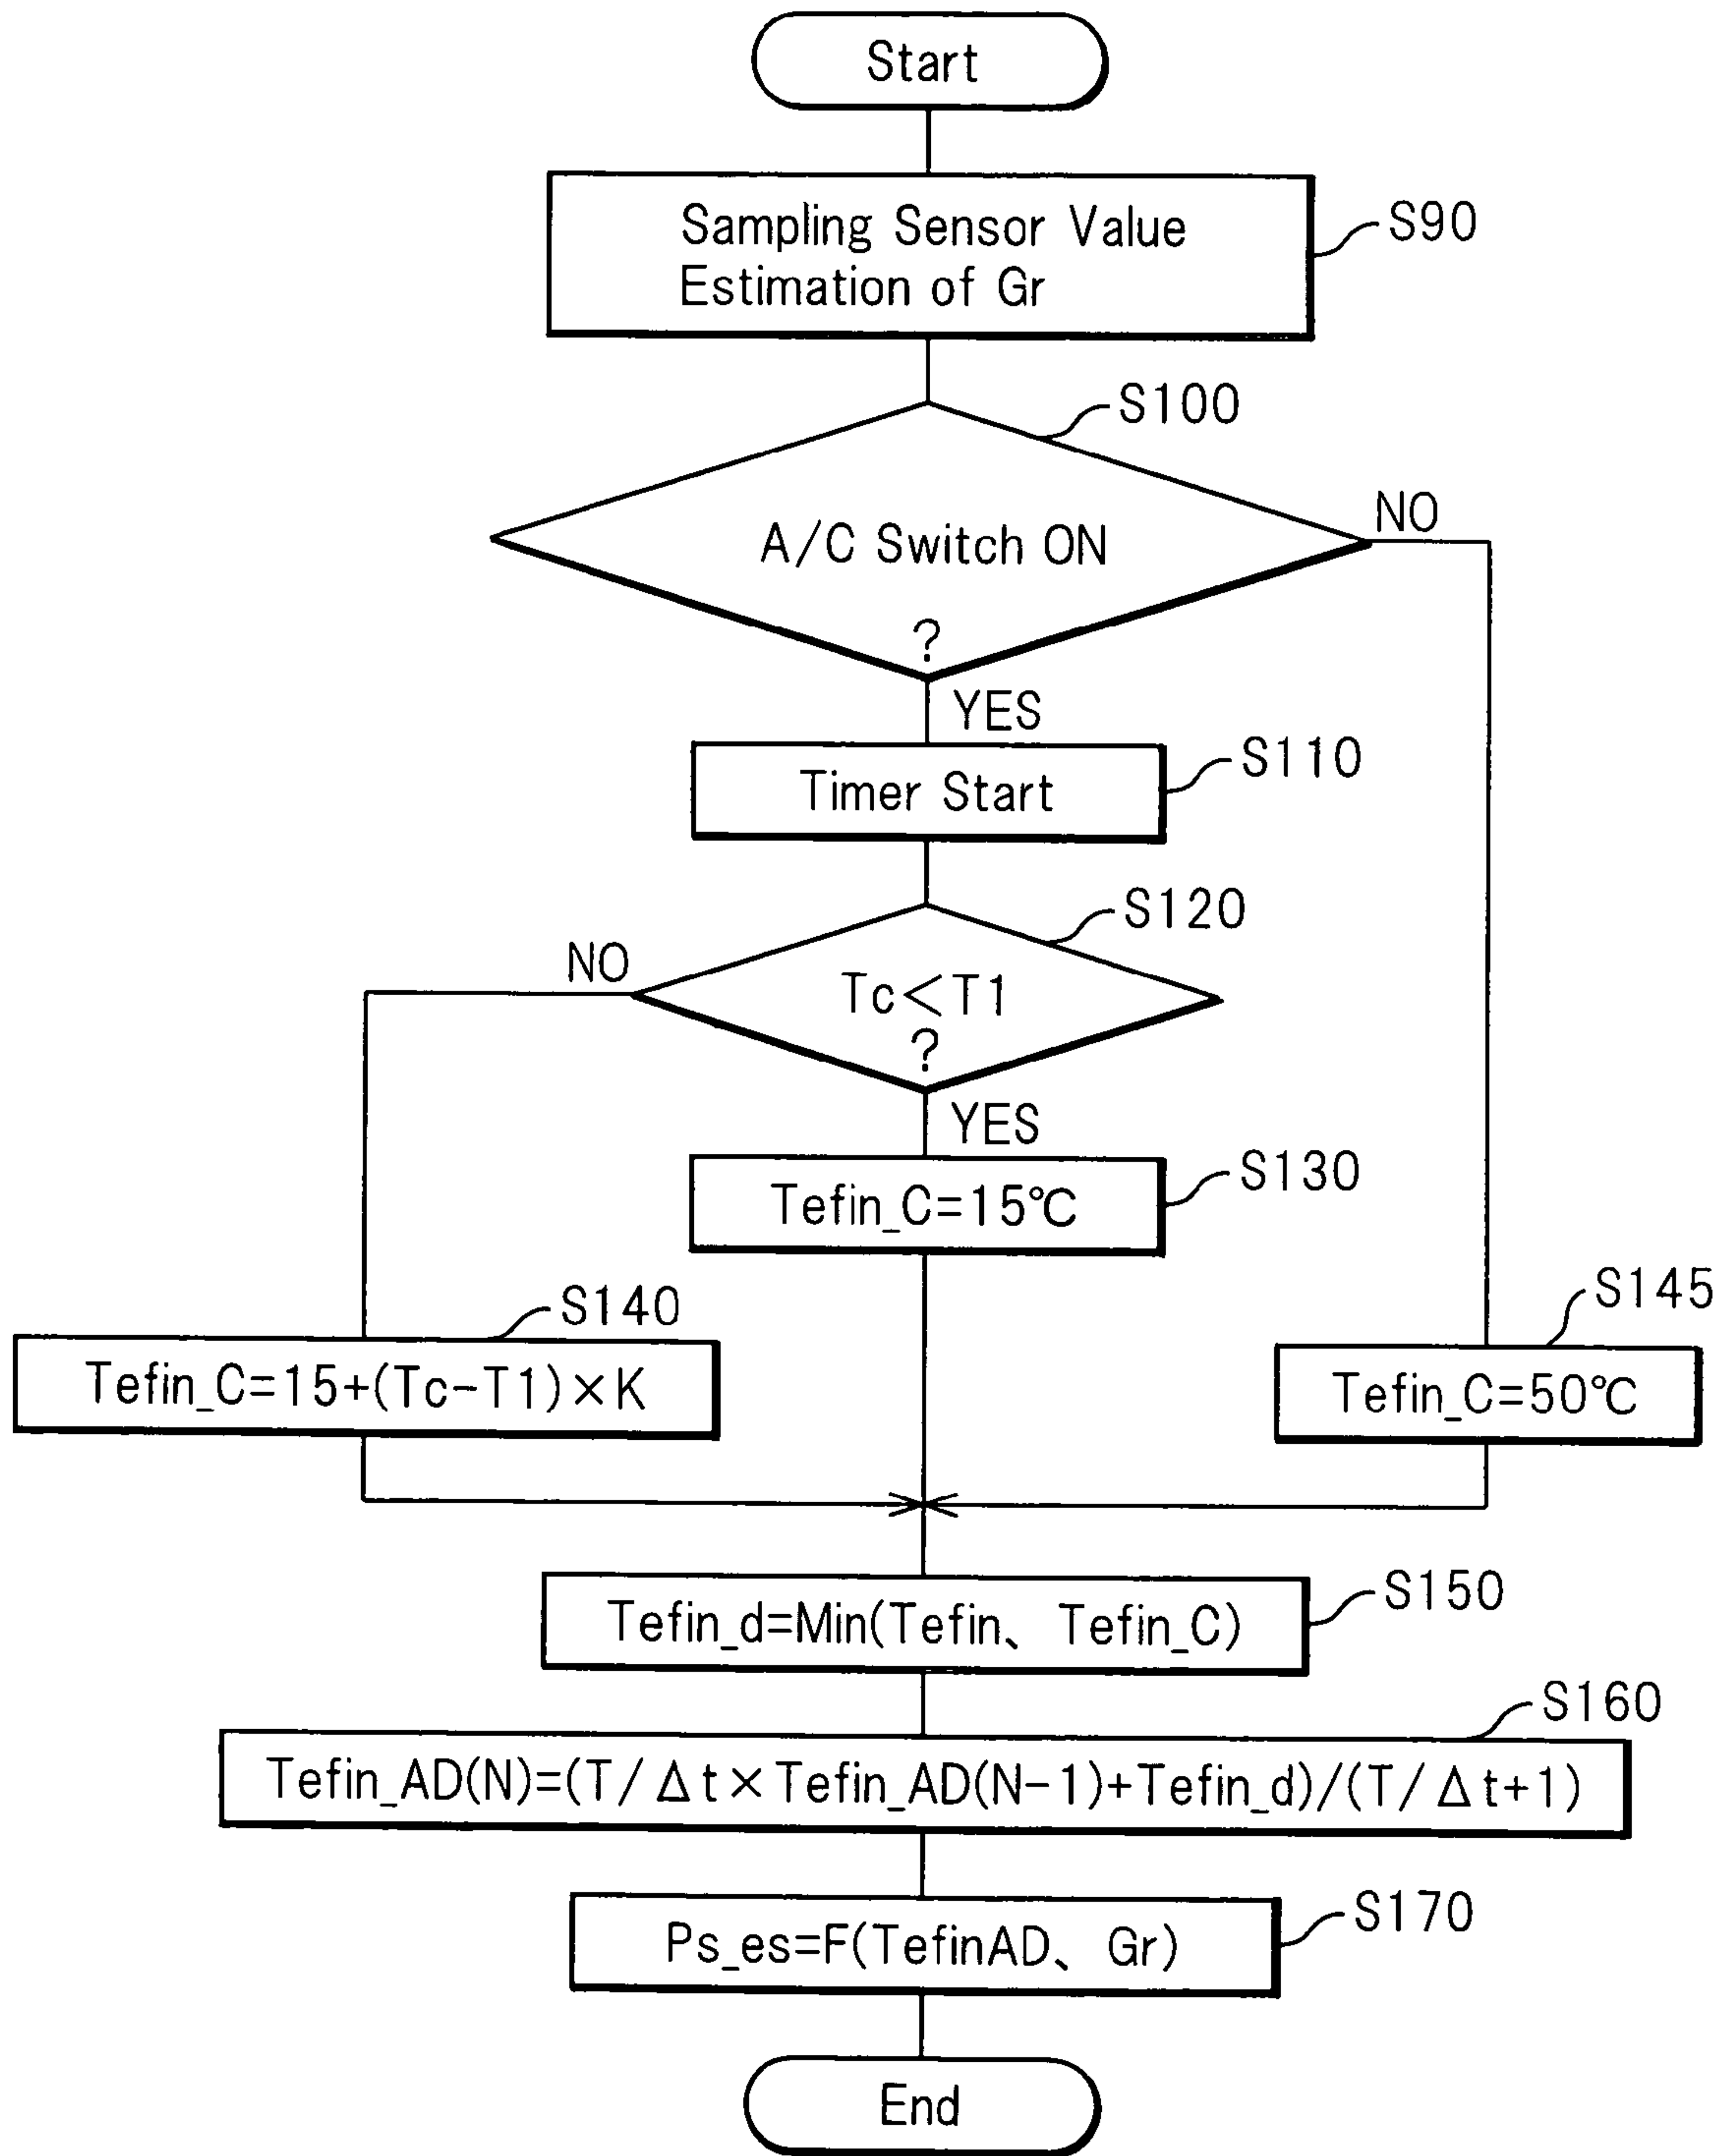 Start
Sampling Sensor Value
Estimation of Gr
S90
S100
A/C Switch ON
?
NO
YES
Timer Start
S110
S120
NO
Tc<T1
?
YES
Tefin_C=15℃
S130
S140
Tefin_C=15+(Tc-T1)×K
S145
Tefin_C=50℃
Tefin_d=Min(Tefin、Tefin_C)
S150
S160
Tefin_AD(N)=(T/Δt×Tefin_AD(N-1)+Tefin_d)/(T/Δt+1)
Ps_es=F(TefinAD、Gr)
S170
End